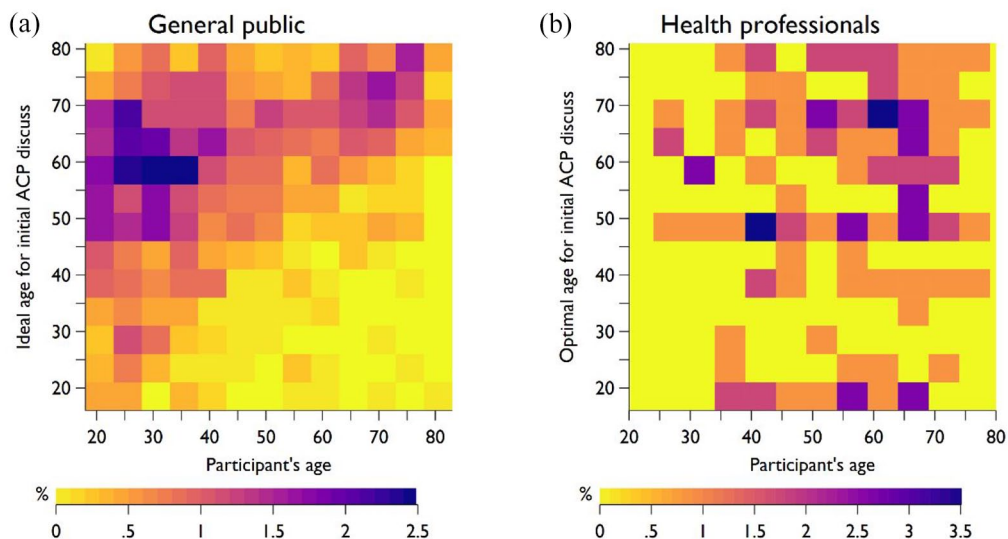 (a) General public
Ideal age for initial ACP discuss
80
70
60
50
40
30
20
20 30 40 50 60 70 80
Participant's age
%
0 .5 1 1.5 2 2.5
(b) Health professionals
Optimal age for initial ACP discuss
80
70
60
50
40
30
20
20 30 40 50 60 70 80
Participant's age
%
0 .5 1 1.5 2 2.5 3 3.5